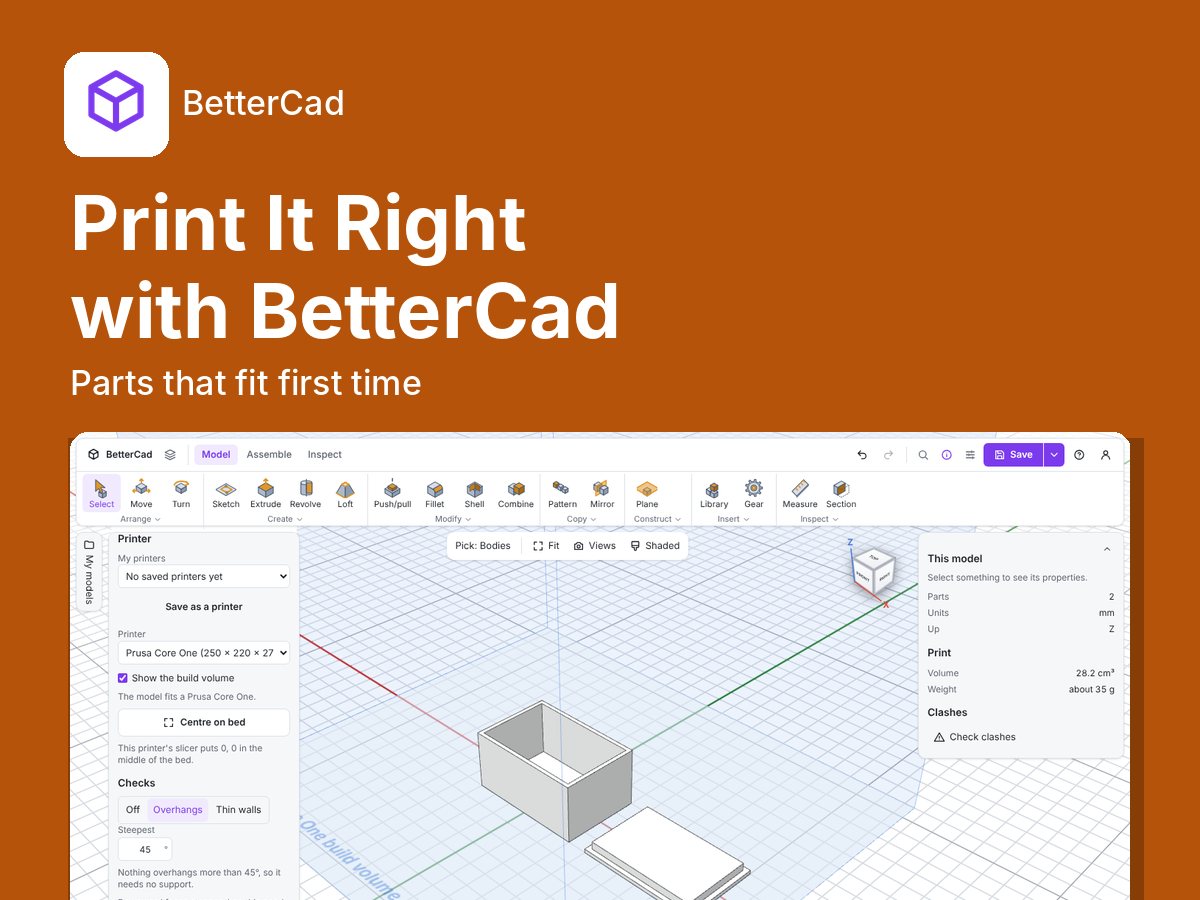 BetterCad
Print It Right
with BetterCad
Parts that fit first time
BetterCad
Model
Assemble
Inspect
Save
Select
Move
Turn
Sketch
Extrude
Revolve
Loft
Push/pull
Fillet
Shell
Combine
Pattern
Mirror
Plane
Library
Gear
Measure
Section
Arrange
Create
Modify
Copy
Construct
Insert
Inspect
My models
Printer
My printers
No saved printers yet
Save as a printer
Printer
Prusa Core One (250 × 220 × 27
Show the build volume
The model fits a Prusa Core One.
Centre on bed
This printer's slicer puts 0, 0 in the
middle of the bed.
Checks
Off
Overhangs
Thin walls
Steepest
45 °
Nothing overhangs more than 45°, so it
needs no support.
Pick: Bodies
Fit
Views
Shaded
Z
TOP
X
One build volume
This model
Select something to see its properties.
Parts 2
Units mm
Up Z
Print
Volume 28.2 cm³
Weight about 35 g
Clashes
Check clashes